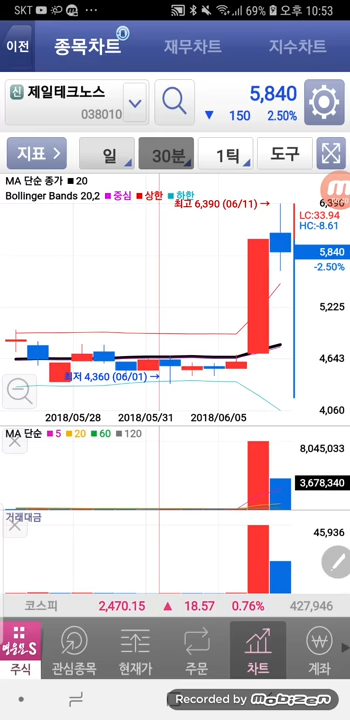 SKT 69% 오후 10:53
이전 종목차트 재무차트 지수차트
신 제일테크노스 5,840
038010 ▼ 150 2.50%
지표 > 일 30분 1틱 도구
MA 단순 종가 ■ 20
Bollinger Bands 20,2 ■ 중심 ■ 상한 ■ 하한
최고 6,390 (06/11) → 6,390
LC:33.94
HC:-8.61
5,840
-2.50%
5,225
4,643
최저 4,360 (06/01) →
4,060
2018/05/28 2018/05/31 2018/06/05
MA 단순 ■ 5 ■ 20 ■ 60 ■ 120
8,045,033
3,678,340
거래대금
45,936
코스피 2,470.15 ▲ 18.57 0.76% 427,946
영웅문S
주식 관심종목 현재가 주문 차트 계좌
Recorded by MOBIZEN